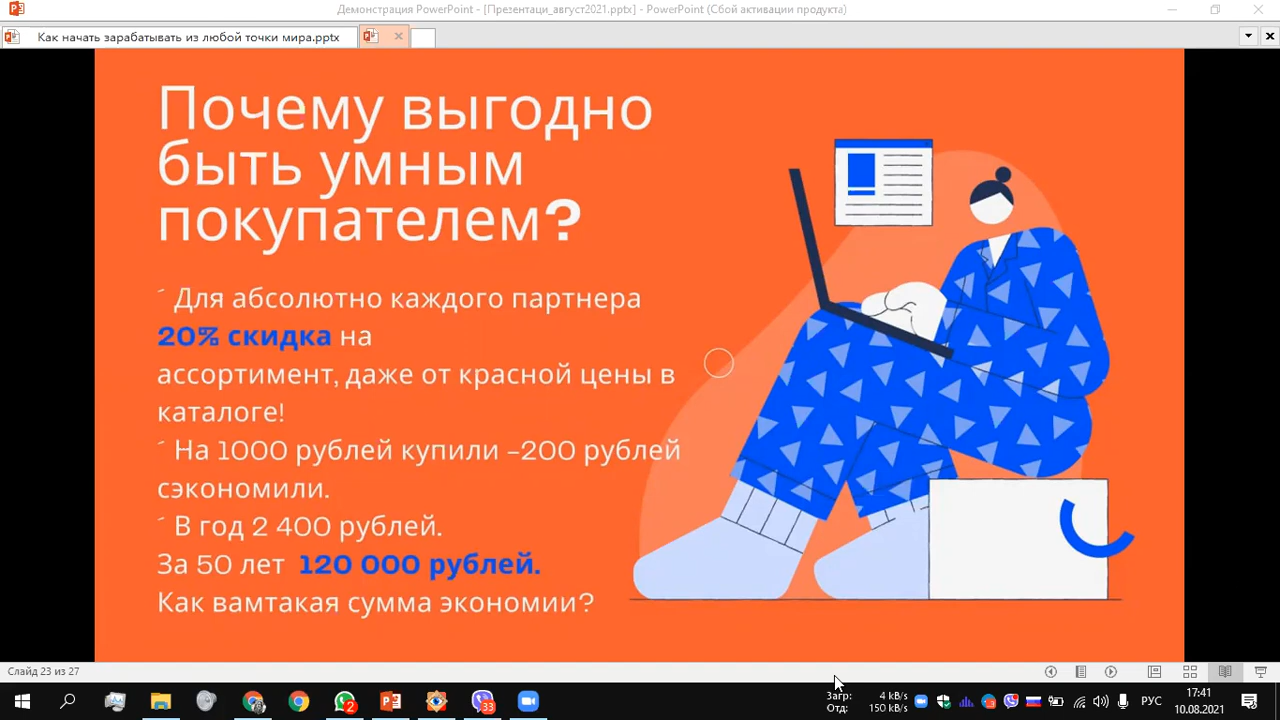 Демонстрация PowerPoint - [Презентаци_август2021.pptx] - PowerPoint (Сбой активации продукта)
Как начать зарабатывать из любой точки мира.pptx
Почему выгодно
быть умным
покупателем?
´ Для абсолютно каждого партнера
20% скидка на
ассортимент, даже от красной цены в
каталоге!
´ На 1000 рублей купили –200 рублей
сэкономили.
´ В год 2 400 рублей.
За 50 лет 120 000 рублей.
Как вамтакая сумма экономии?
Слайд 23 из 27
2
33
Загр: 4 kB/s
Отд: 150 kB/s
РУС
17:41
10.08.2021